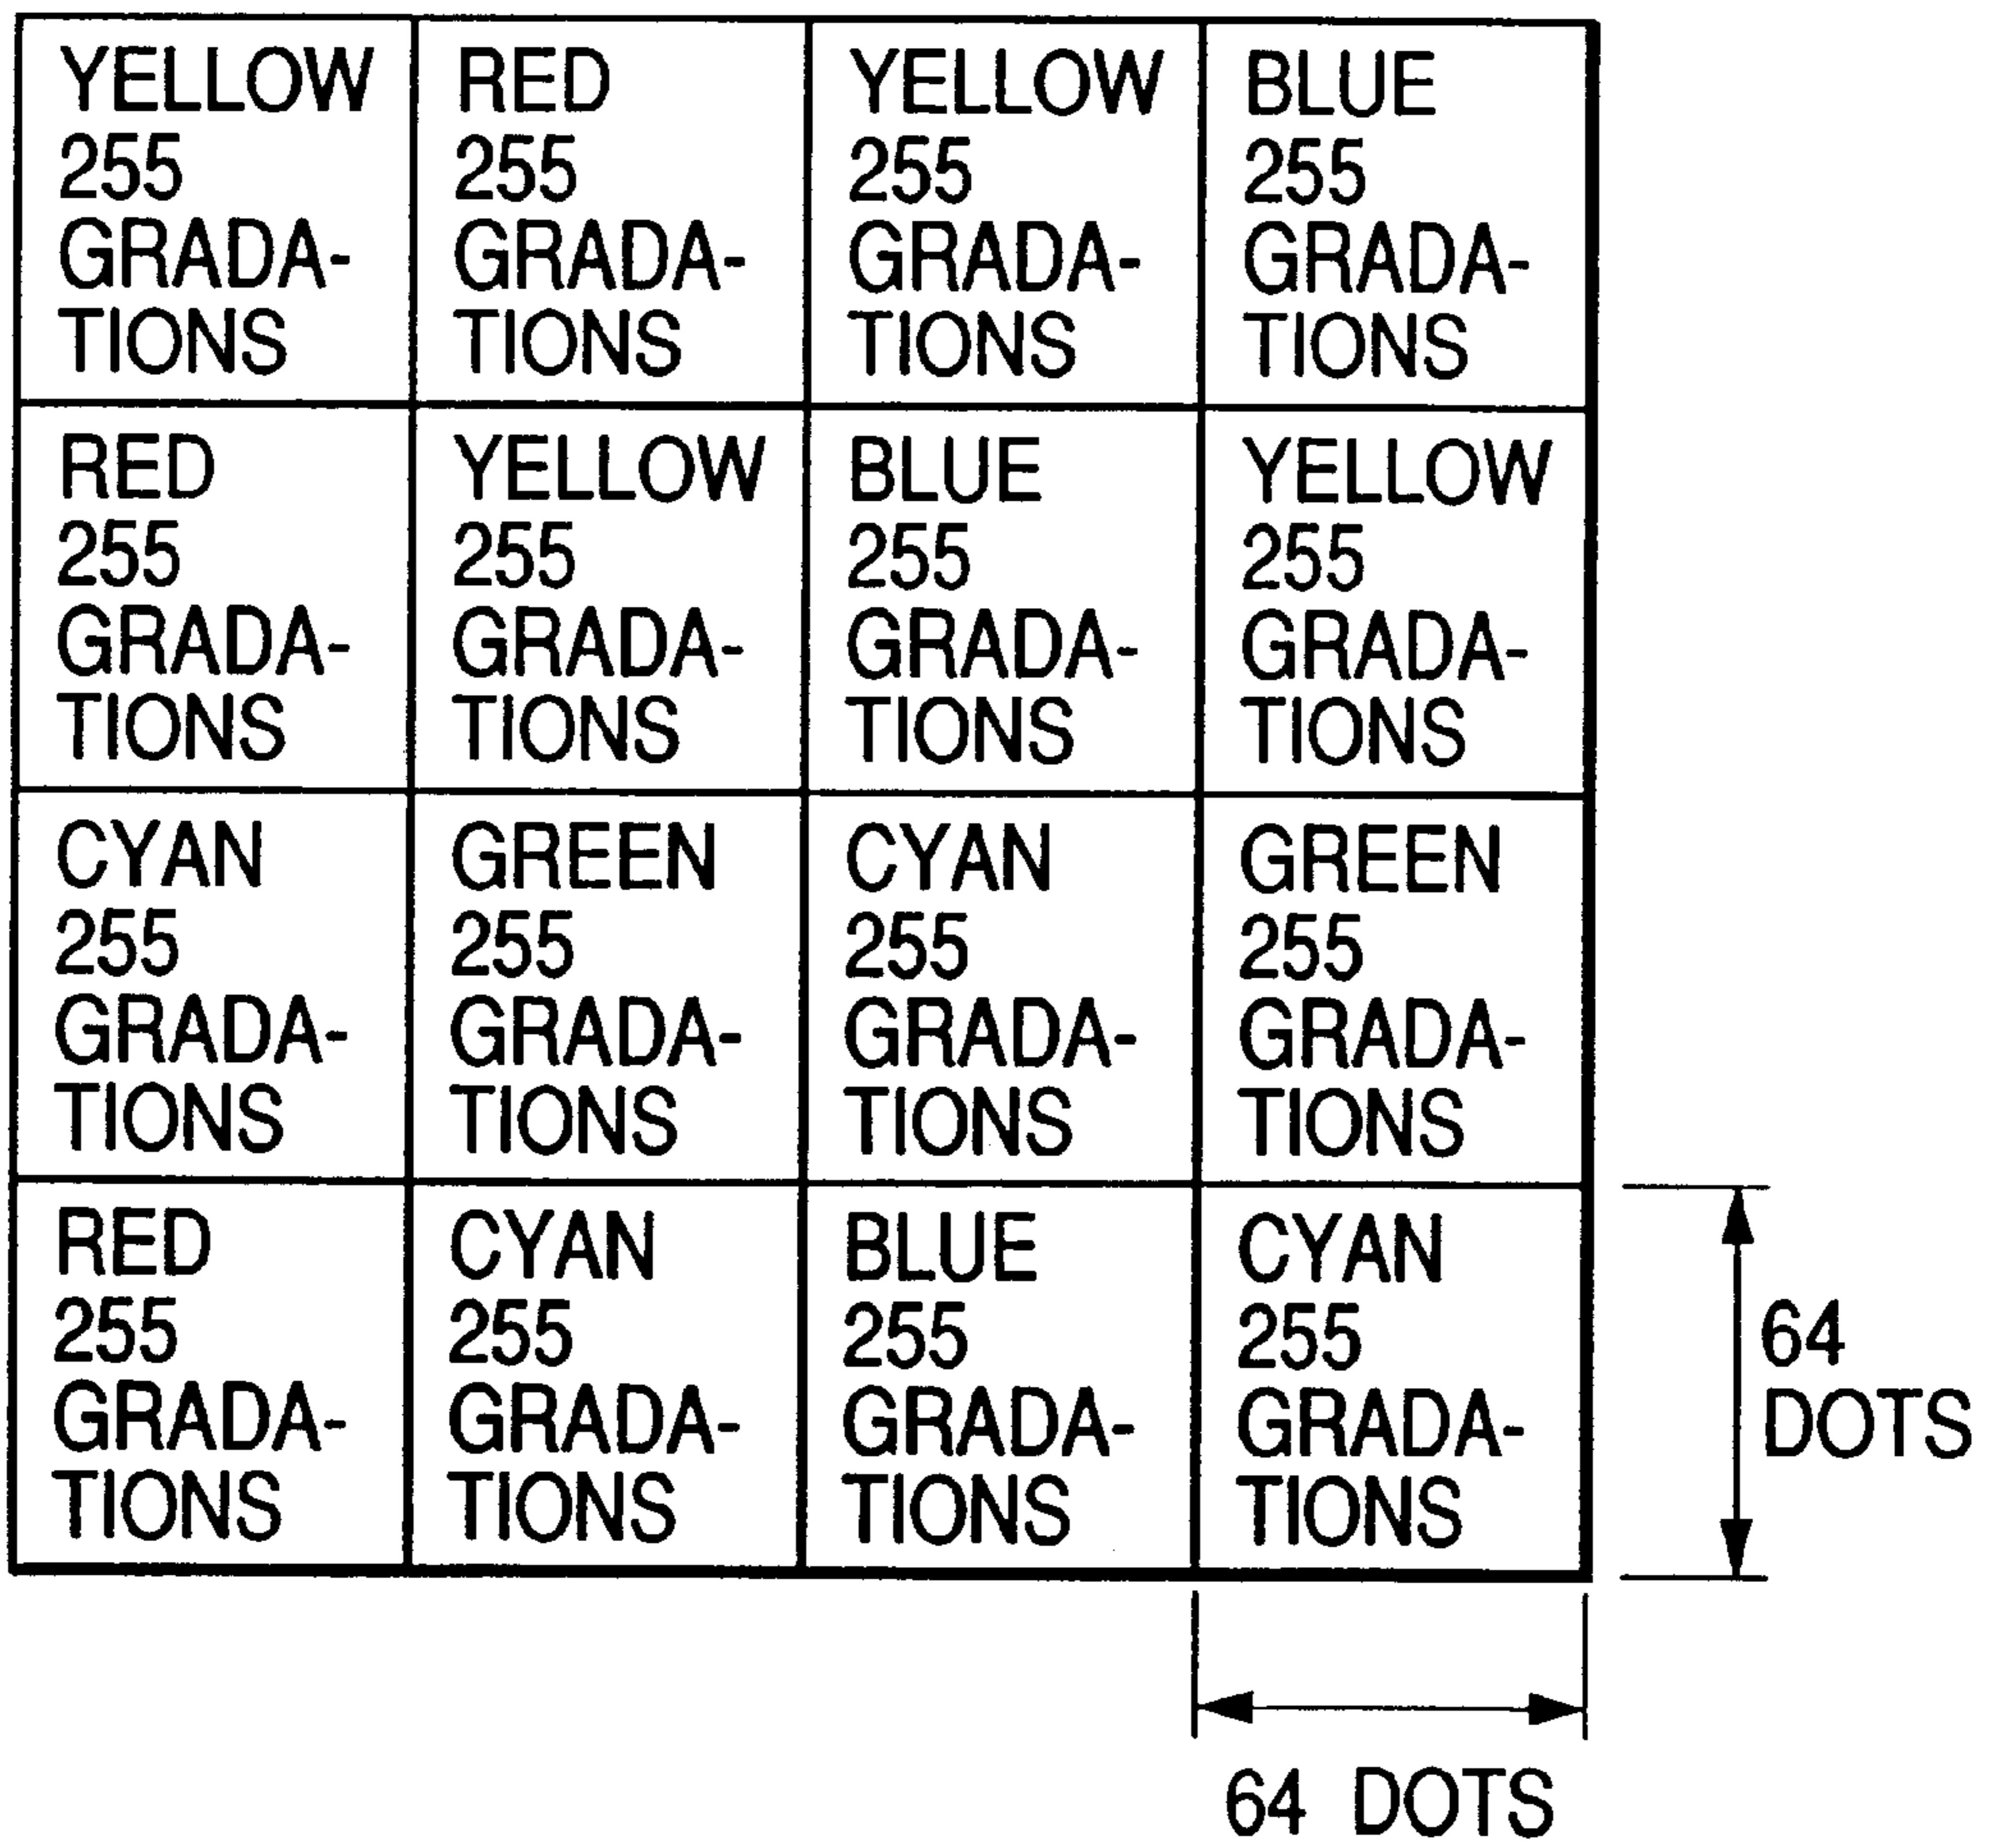 YELLOW
255
GRADA-
TIONS
RED
255
GRADA-
TIONS
YELLOW
255
GRADA-
TIONS
BLUE
255
GRADA-
TIONS
RED
255
GRADA-
TIONS
YELLOW
255
GRADA-
TIONS
BLUE
255
GRADA-
TIONS
YELLOW
255
GRADA-
TIONS
CYAN
255
GRADA-
TIONS
GREEN
255
GRADA-
TIONS
CYAN
255
GRADA-
TIONS
GREEN
255
GRADA-
TIONS
RED
255
GRADA-
TIONS
CYAN
255
GRADA-
TIONS
BLUE
255
GRADA-
TIONS
CYAN
255
GRADA-
TIONS
64
DOTS
64 DOTS